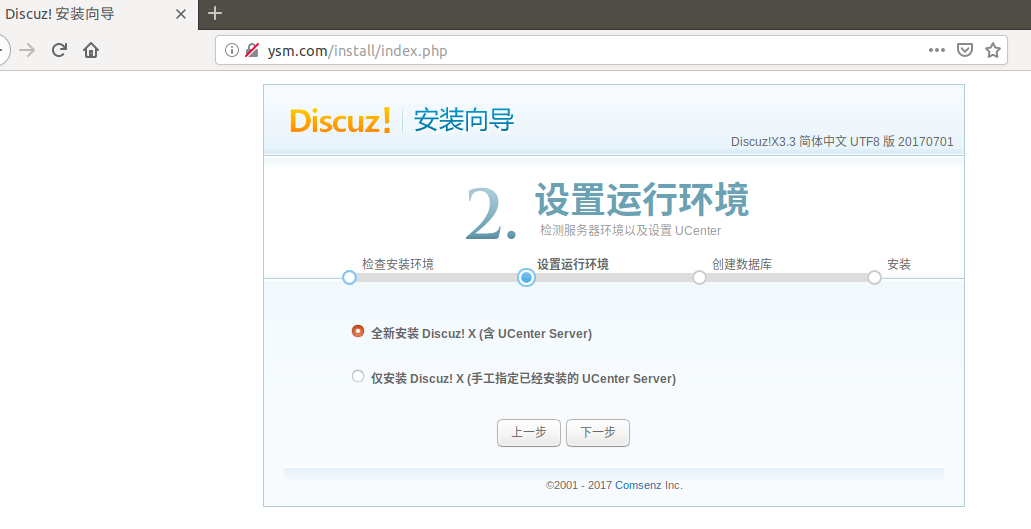 Discuz! 安装向导
ysm.com/install/index.php
Discuz! 安装向导
Discuz!X3.3 简体中文 UTF8 版 20170701
2. 设置运行环境
检测服务器环境以及设置 UCenter
检查安装环境 设置运行环境 创建数据库 安装
全新安装 Discuz! X (含 UCenter Server)
仅安装 Discuz! X (手工指定已经安装的 UCenter Server)
上一步 下一步
©2001 - 2017 Comsenz Inc.